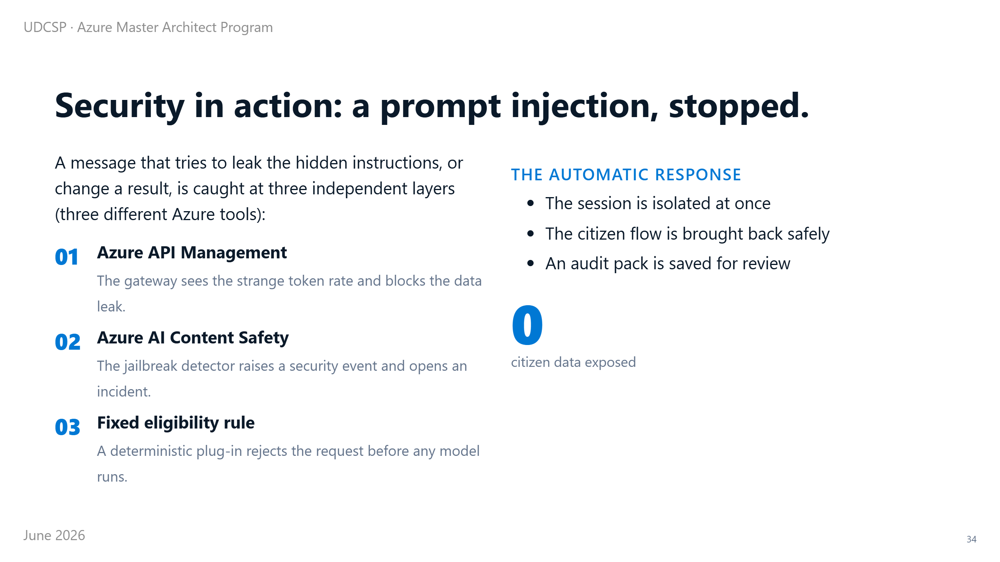 UDCSP · Azure Master Architect Program
Security in action: a prompt injection, stopped.
A message that tries to leak the hidden instructions, or
change a result, is caught at three independent layers
(three different Azure tools):
01 Azure API Management
The gateway sees the strange token rate and blocks the data
leak.
02 Azure AI Content Safety
The jailbreak detector raises a security event and opens an
incident.
03 Fixed eligibility rule
A deterministic plug-in rejects the request before any model
runs.
THE AUTOMATIC RESPONSE
• The session is isolated at once
• The citizen flow is brought back safely
• An audit pack is saved for review
0
citizen data exposed
June 2026
34